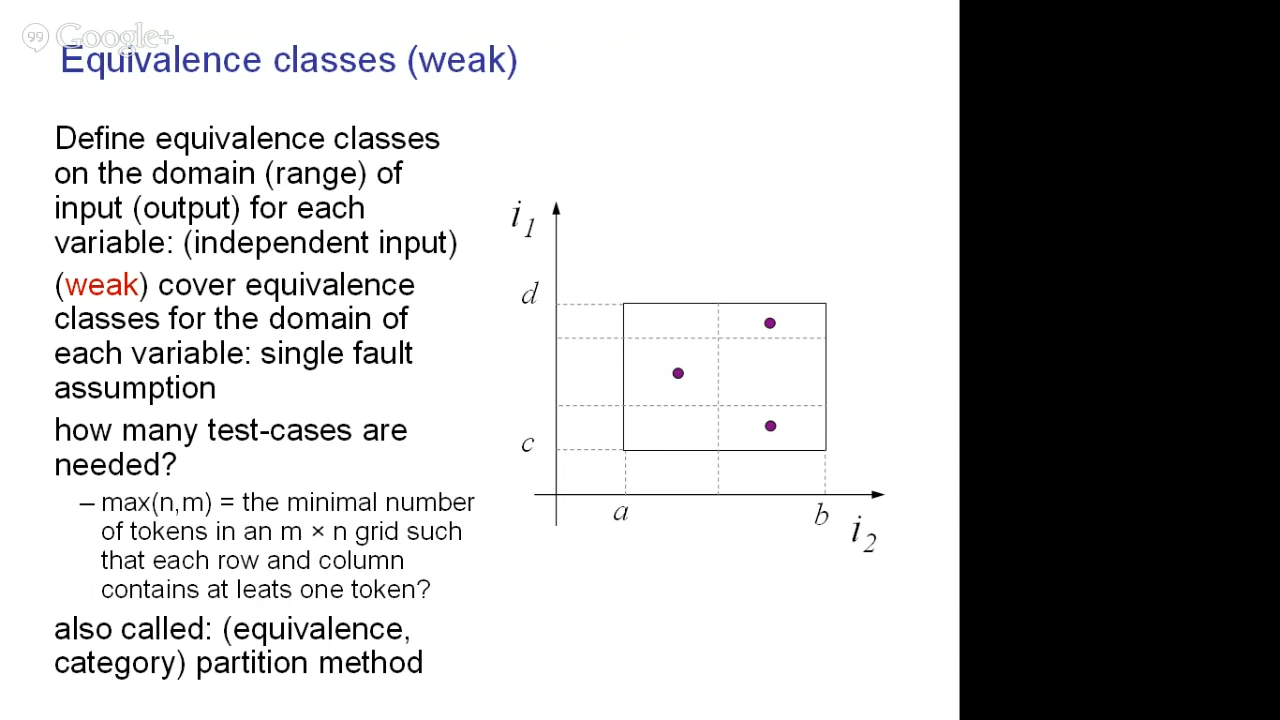 Google+
Equivalence classes (weak)
Define equivalence classes
on the domain (range) of
input (output) for each
variable: (independent input)
(weak) cover equivalence
classes for the domain of
each variable: single fault
assumption
how many test-cases are
needed?
– max(n,m) = the minimal number
of tokens in an m × n grid such
that each row and column
contains at leats one token?
also called: (equivalence,
category) partition method
i1
d
c
a
b
i2